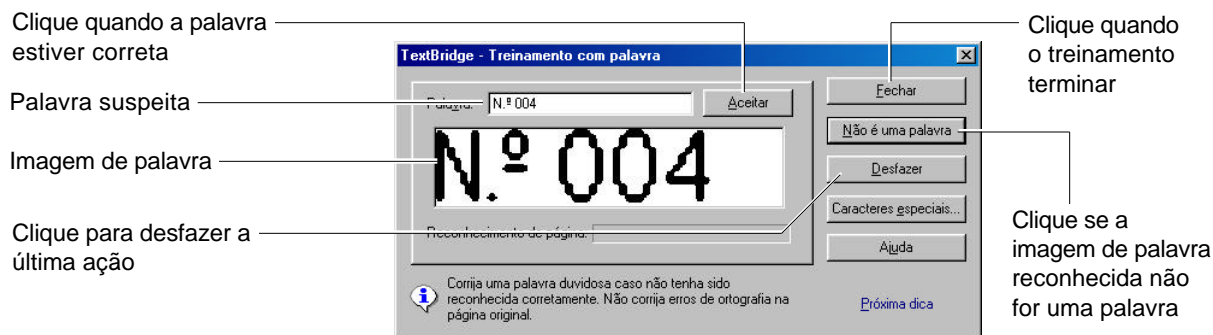 Clique quando a palavra
estiver correta
Palavra suspeita
Imagem de palavra
Clique para desfazer a
última ação
TextBridge - Treinamento com palavra
Palavra: N.º 004 Aceitar
N.º 004
Reconhecimento de página:
Fechar
Não é uma palavra
Desfazer
Caracteres especiais...
Ajuda
Corrija uma palavra duvidosa caso não tenha sido
reconhecida corretamente. Não corrija erros de ortografia na
página original.
Próxima dica
Clique quando
o treinamento
terminar
Clique se a
imagem de palavra
reconhecida não
for uma palavra